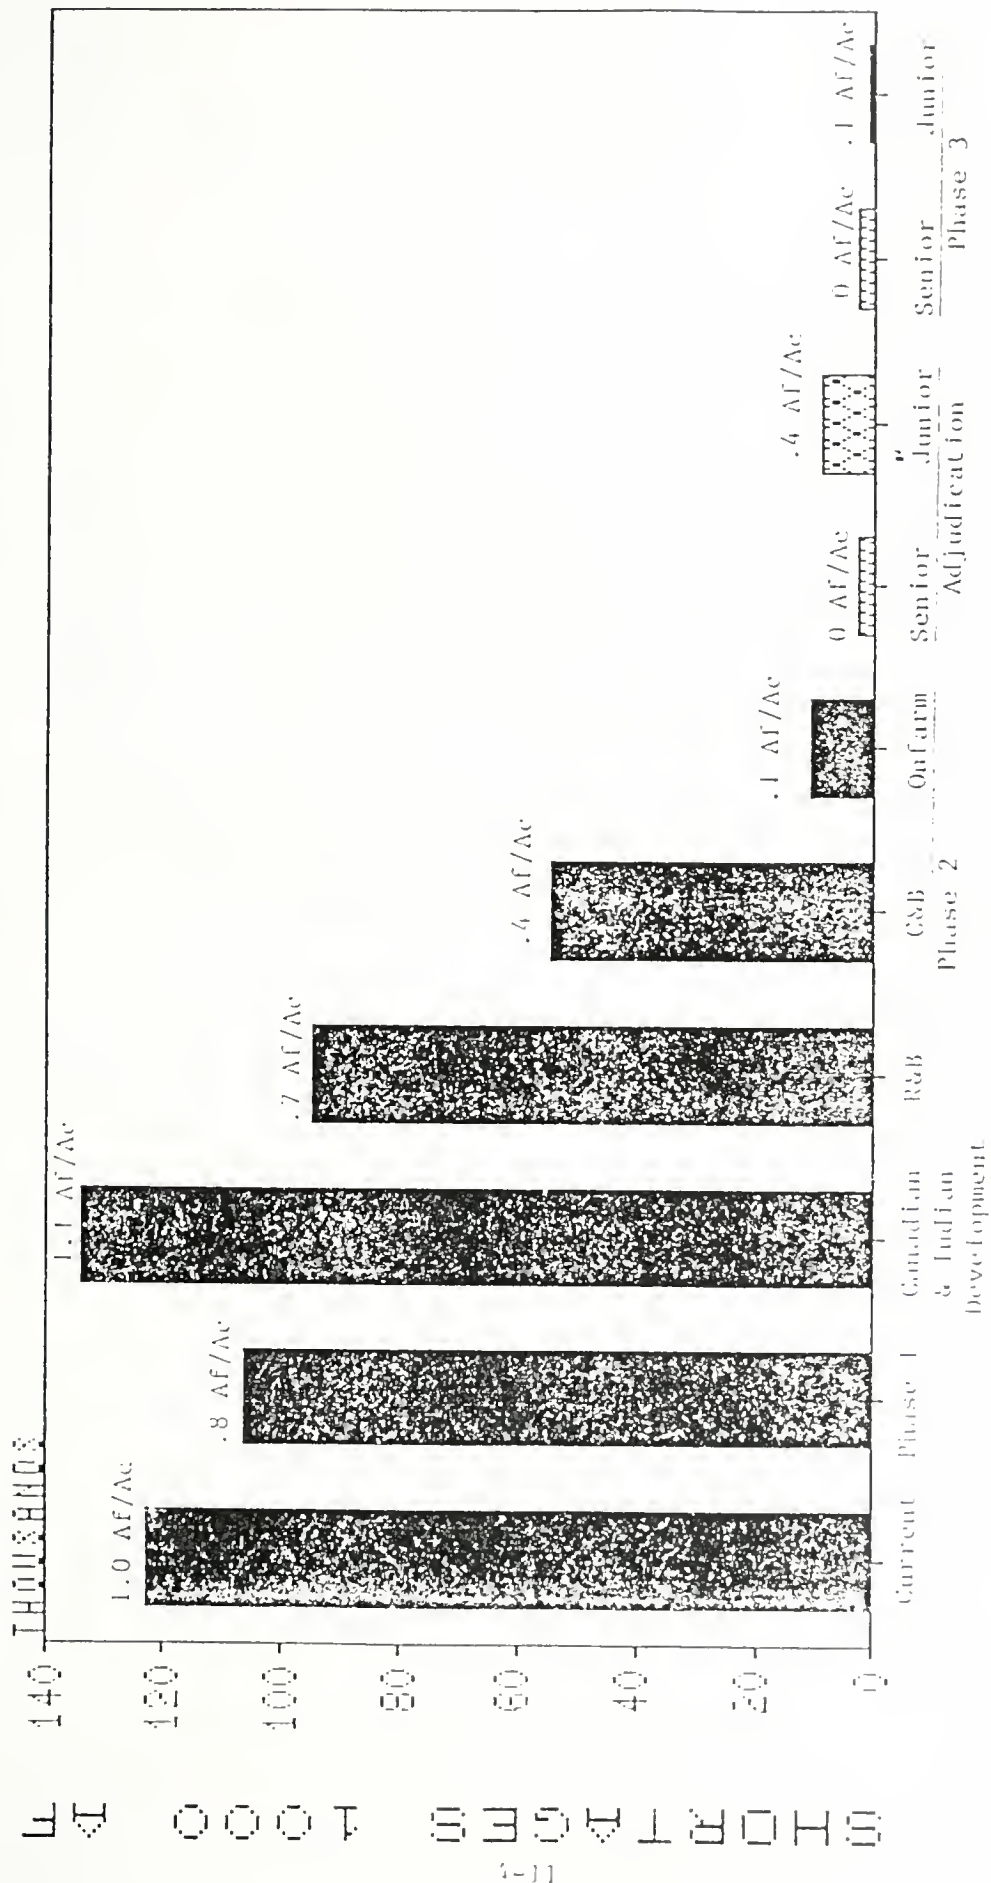 THOUSANDS
SHORTAGES 1000 AF
140
120
100
80
60
40
20
0
1.0 Af/Ac
.8 Af/Ac
1.1 Af/Ac
.7 Af/Ac
.4 Af/Ac
.1 Af/Ac
0 Af/Ac
.4 Af/Ac
0 Af/Ac
.1 Af/Ac
Current
Phase 1
Canadian
& Indian
Development
R&B
C&B
Onfarm
Phase 2
Senior
Junior
Adjudication
Senior
Junior
Phase 3